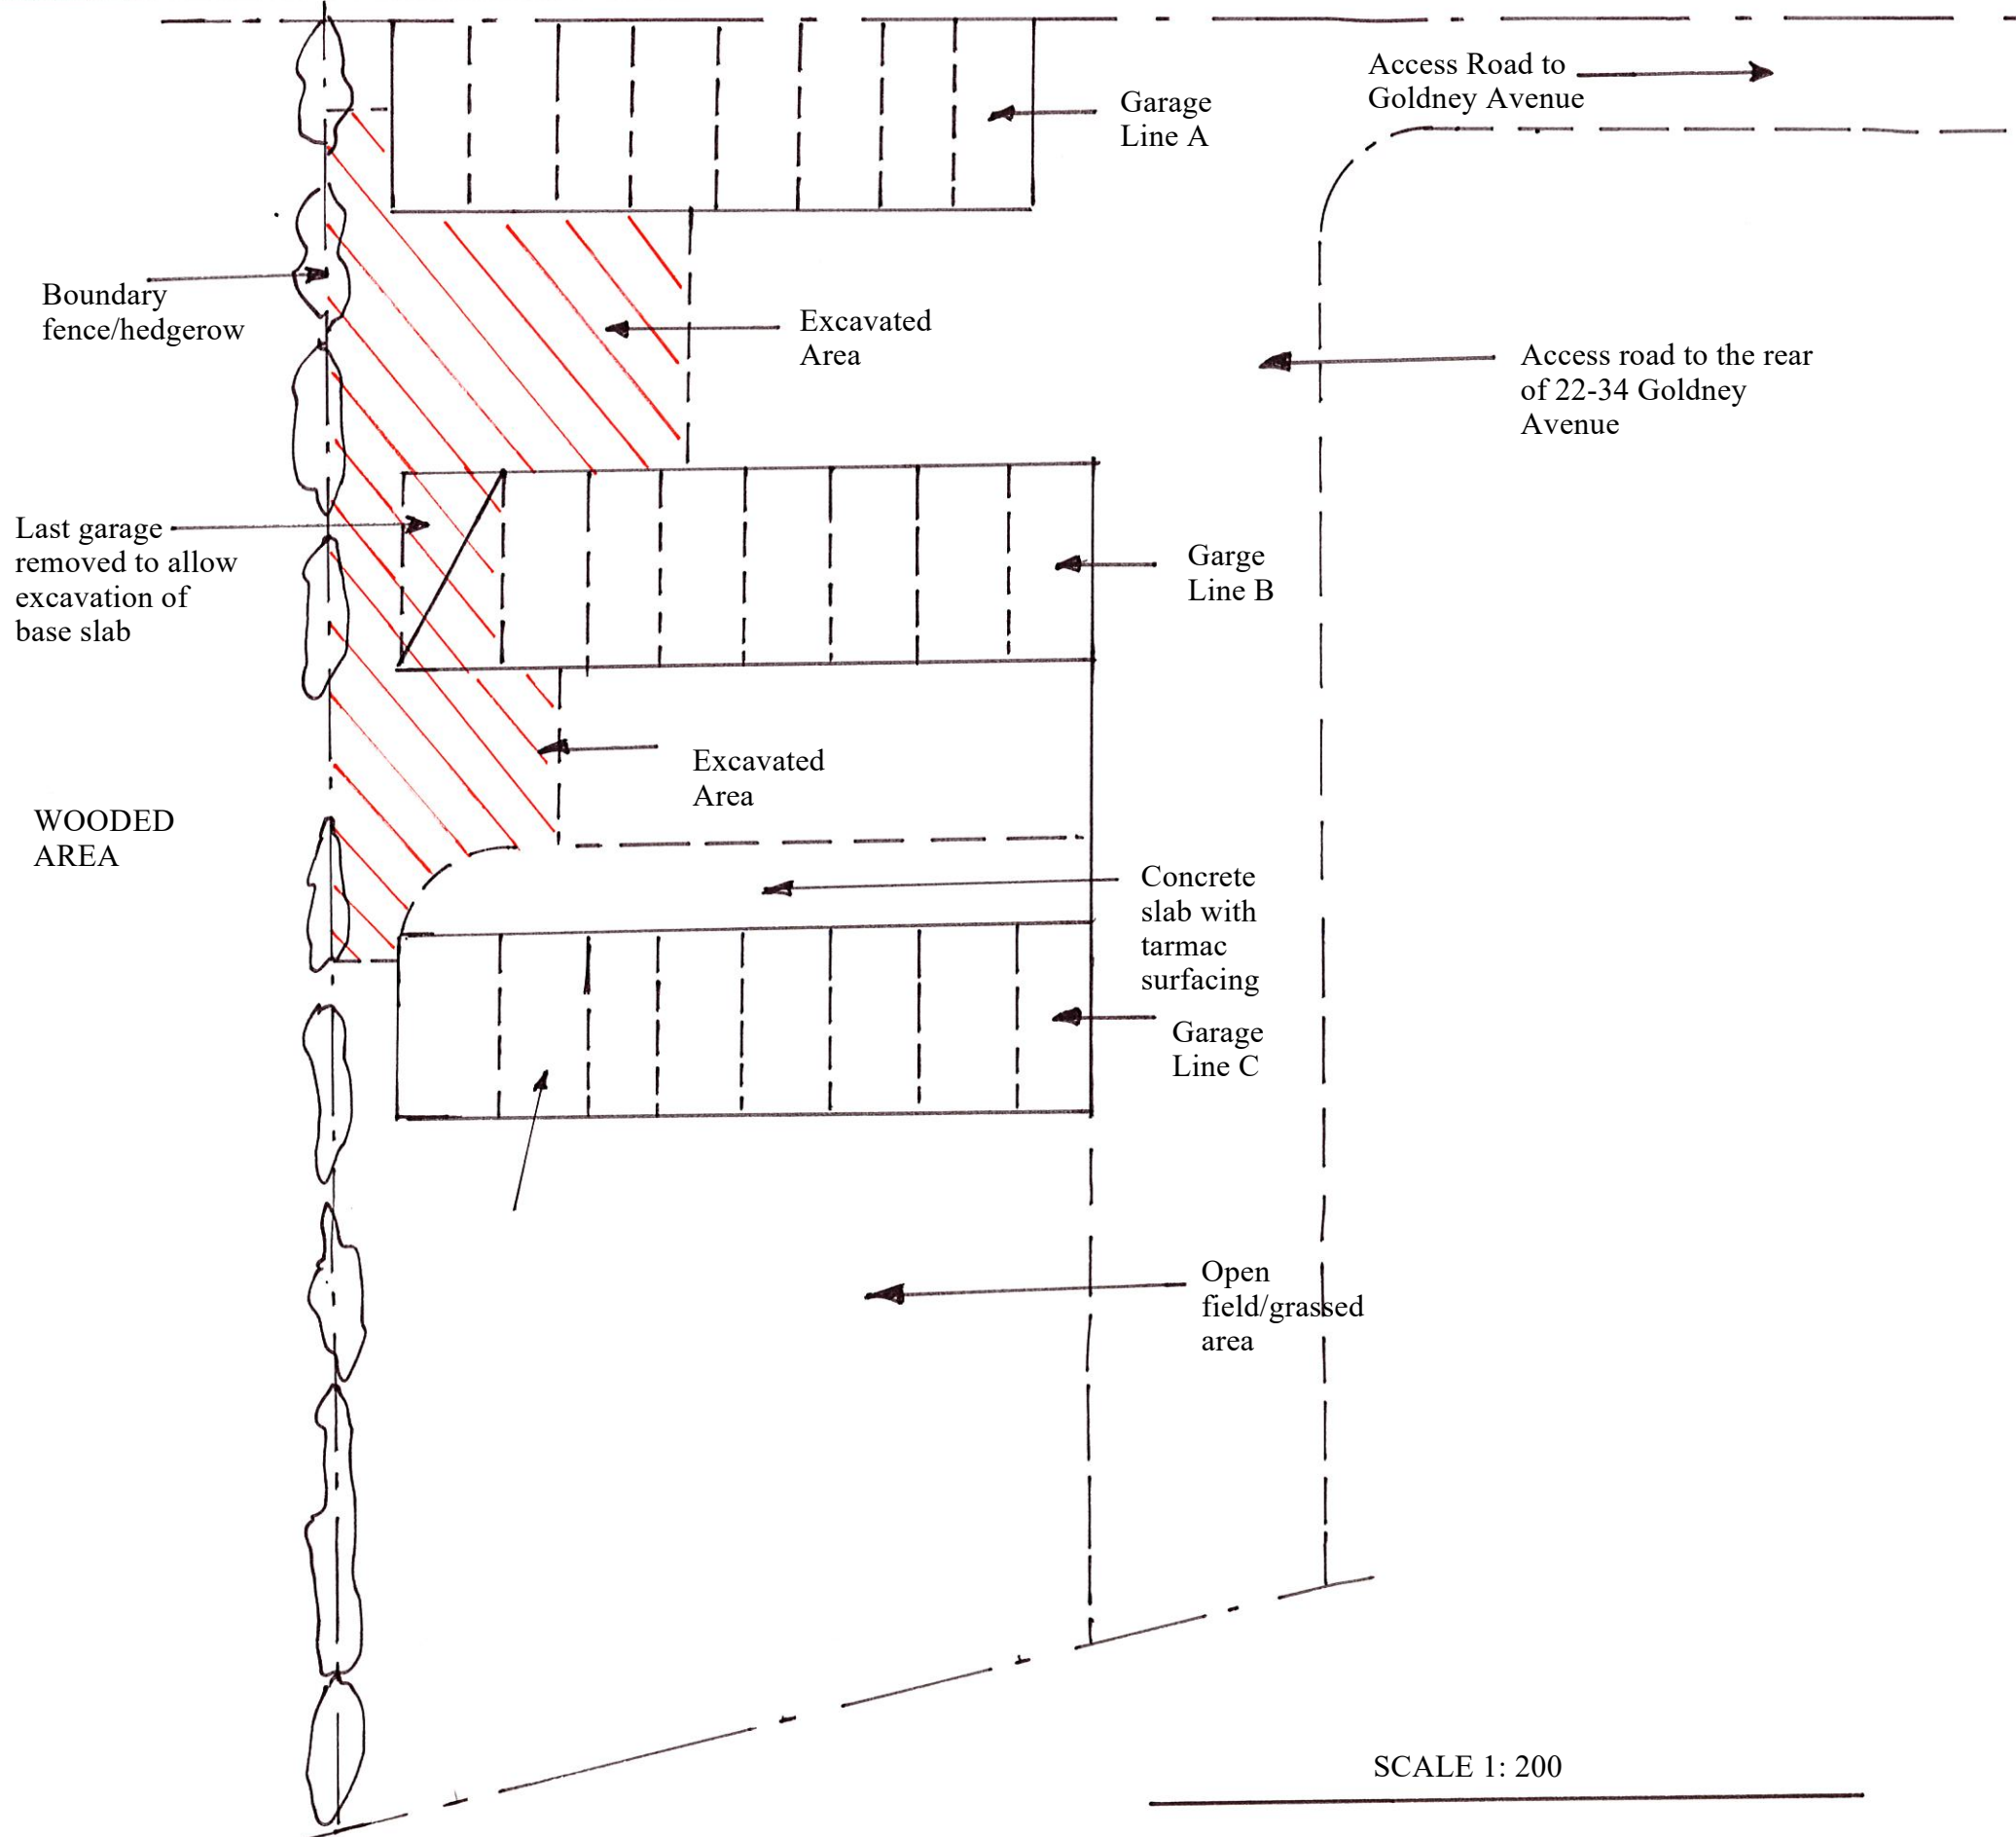 Access Road to
Goldney Avenue
Garage
Line A
Boundary
fence/hedgerow
Excavated
Area
Access road to the rear
of 22-34 Goldney
Avenue
Last garage
removed to allow
excavation of
base slab
Garge
Line B
Excavated
Area
WOODED
AREA
Concrete
slab with
tarmac
surfacing
Garage
Line C
Open
field/grassed
area
SCALE 1: 200